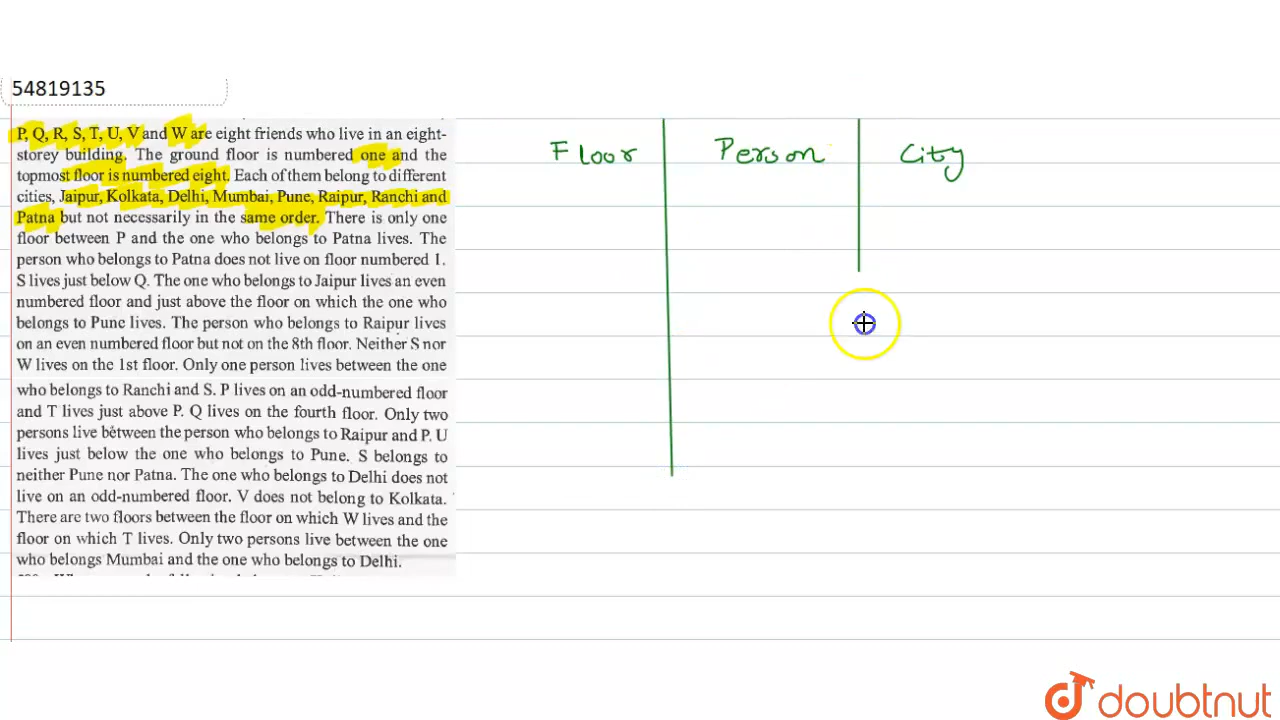 54819135
P, Q, R, S, T, U, V and W are eight friends who live in an eight-
storey building. The ground floor is numbered one and the
topmost floor is numbered eight. Each of them belong to different
cities, Jaipur, Kolkata, Delhi, Mumbai, Pune, Raipur, Ranchi and
Patna but not necessarily in the same order. There is only one
floor between P and the one who belongs to Patna lives. The
person who belongs to Patna does not live on floor numbered 1.
S lives just below Q. The one who belongs to Jaipur lives an even
numbered floor and just above the floor on which the one who
belongs to Pune lives. The person who belongs to Raipur lives
on an even numbered floor but not on the 8th floor. Neither S nor
W lives on the 1st floor. Only one person lives between the one
who belongs to Ranchi and S. P lives on an odd-numbered floor
and T lives just above P. Q lives on the fourth floor. Only two
persons live between the person who belongs to Raipur and P. U
lives just below the one who belongs to Pune. S belongs to
neither Pune nor Patna. The one who belongs to Delhi does not
live on an odd-numbered floor. V does not belong to Kolkata.
There are two floors between the floor on which W lives and the
floor on which T lives. Only two persons live between the one
who belongs Mumbai and the one who belongs to Delhi.
Floor Person City
doubtnut